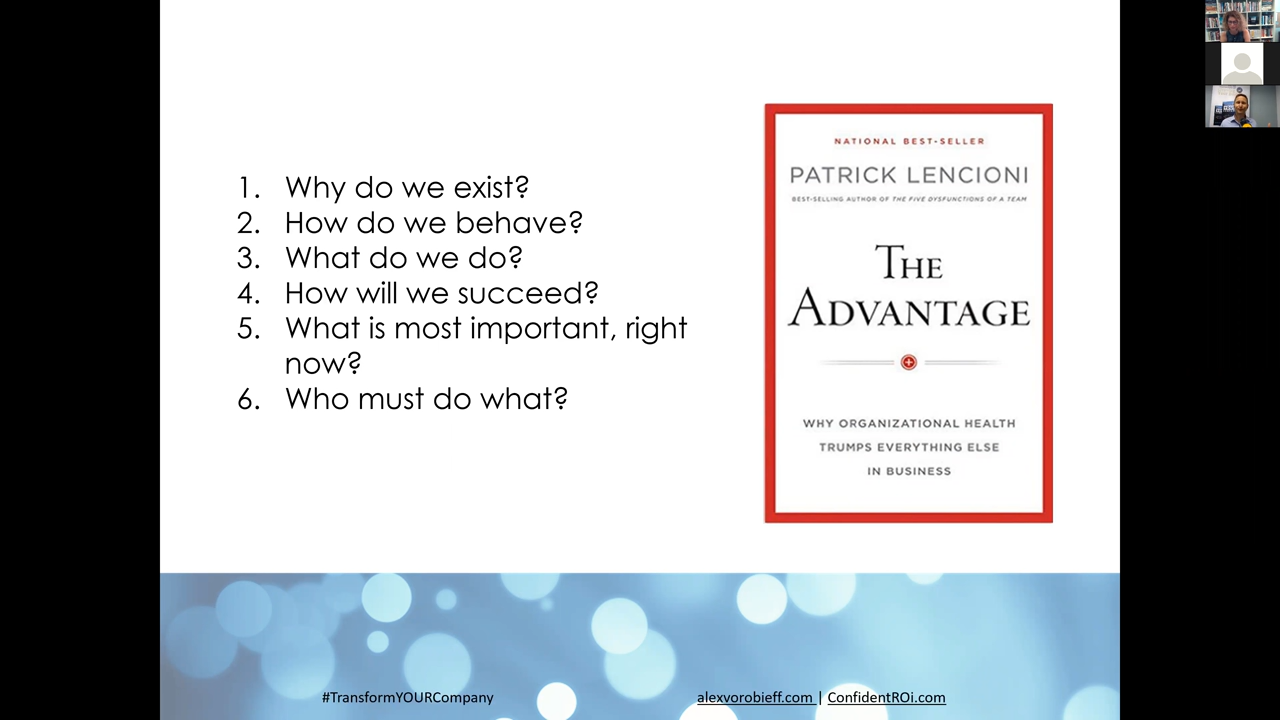 1. Why do we exist?
2. How do we behave?
3. What do we do?
4. How will we succeed?
5. What is most important, right
now?
6. Who must do what?
NATIONAL BEST-SELLER
PATRICK LENCIONI
BEST-SELLING AUTHOR OF THE FIVE DYSFUNCTIONS OF A TEAM
THE
ADVANTAGE
WHY ORGANIZATIONAL HEALTH
TRUMPS EVERYTHING ELSE
IN BUSINESS
#TransformYOURCompany
alexvorobieff.com | ConfidentROi.com